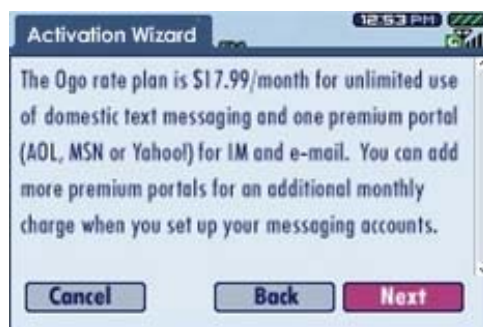 12:53 PM
Activation Wizard
The Ogo rate plan is $17.99/month for unlimited use
of domestic text messaging and one premium portal
(AOL, MSN or Yahoo!) for IM and e-mail. You can add
more premium portals for an additional monthly
charge when you set up your messaging accounts.
Cancel
Back
Next